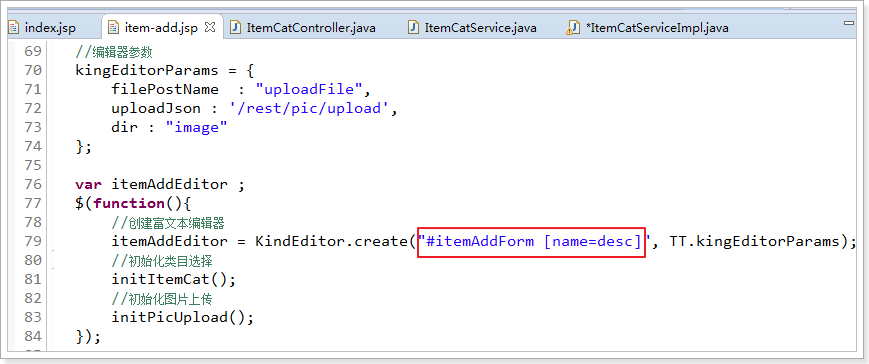 index.jsp item-add.jsp ItemCatController.java ItemCatService.java *ItemCatServiceImpl.java
69 //编辑器参数
70 kingEditorParams = {
71 filePostName  : "uploadFile",
72 uploadJson : '/rest/pic/upload',
73 dir : "image"
74 };
75
76 var itemAddEditor ;
77 $(function(){
78 //创建富文本编辑器
79 itemAddEditor = KindEditor.create("#itemAddForm [name=desc]", TT.kingEditorParams);
80 //初始化类目选择
81 initItemCat();
82 //初始化图片上传
83 initPicUpload();
84 });